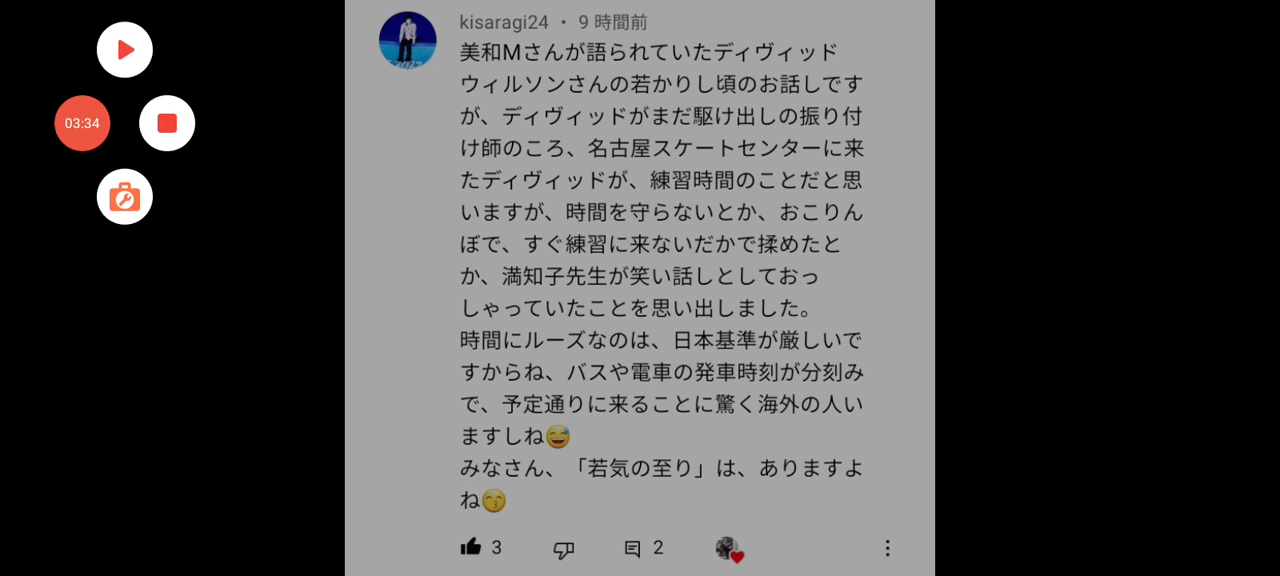 kisaragi24 ・ 9 時間前
美和Mさんが語られていたディヴィッド
ウィルソンさんの若かりし頃のお話しです
が、ディヴィッドがまだ駆け出しの振り付
け師のころ、名古屋スケートセンターに来
たディヴィッドが、練習時間のことだと思
いますが、時間を守らないとか、おこりん
ぼで、すぐ練習に来ないだかで揉めたと
か、満知子先生が笑い話しとしておっ
しゃっていたことを思い出しました。
時間にルーズなのは、日本基準が厳しいで
すからね、バスや電車の発車時刻が分刻み
で、予定通りに来ることに驚く海外の人い
ますしね😅
みなさん、「若気の至り」は、ありますよ
ね😙
3 2
03:34